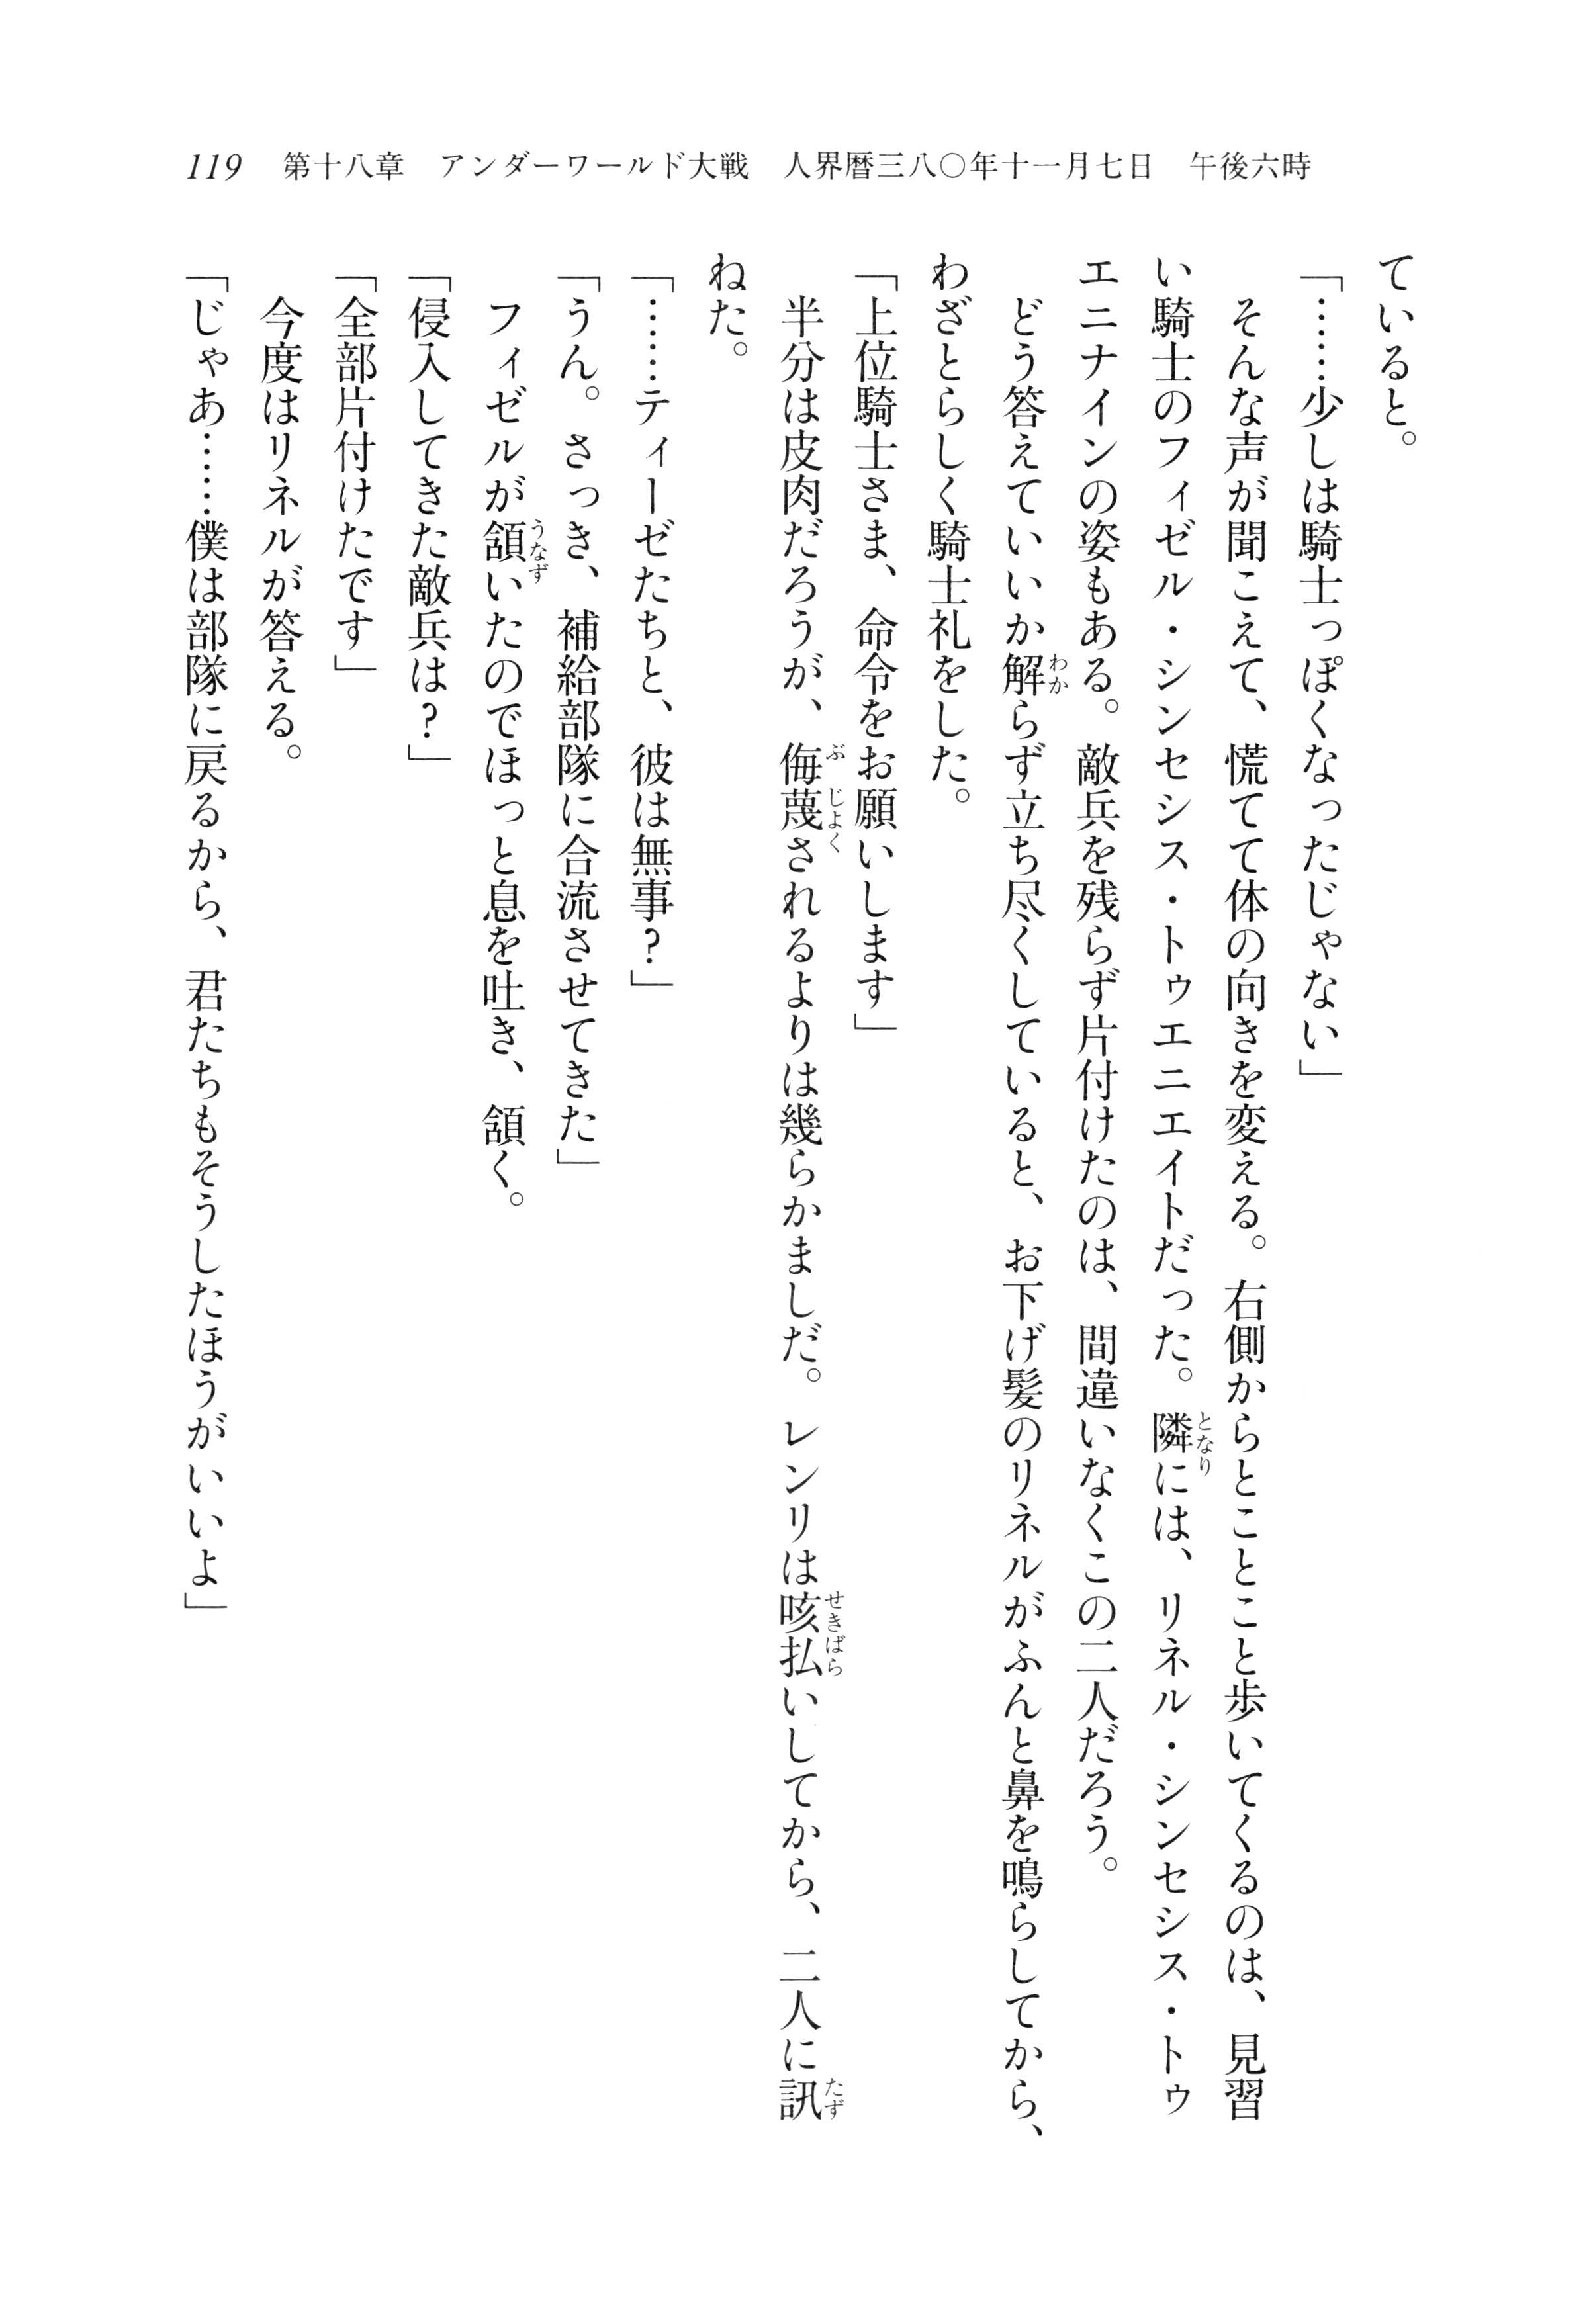 119　第十八章　アンダーワールド大戦　人界暦三八〇年十一月七日　午後六時
ていると。
「……少しは騎士っぽくなったじゃない」
　そんな声が聞こえて、慌てて体の向きを変える。右側からとことこと歩いてくるのは、見習
い騎士のフィゼル・シンセシス・トゥエニエイトだった。隣には、リネル・シンセシス・トゥ
エニナインの姿もある。敵兵を残らず片付けたのは、間違いなくこの二人だろう。
　どう答えていいか解らず立ち尽くしていると、お下げ髪のリネルがふんと鼻を鳴らしてから、
わざとらしく騎士礼をした。
「上位騎士さま、命令をお願いします」
　半分は皮肉だろうが、侮蔑されるよりは幾らかましだ。レンリは咳払いしてから、二人に訊
ねた。
「……ティーゼたちと、彼は無事？」
「うん。さっき、補給部隊に合流させてきた」
　フィゼルが頷いたのでほっと息を吐き、頷く。
「侵入してきた敵兵は？」
「全部片付けたです」
　今度はリネルが答える。
「じゃあ……僕は部隊に戻るから、君たちもそうしたほうがいいよ」